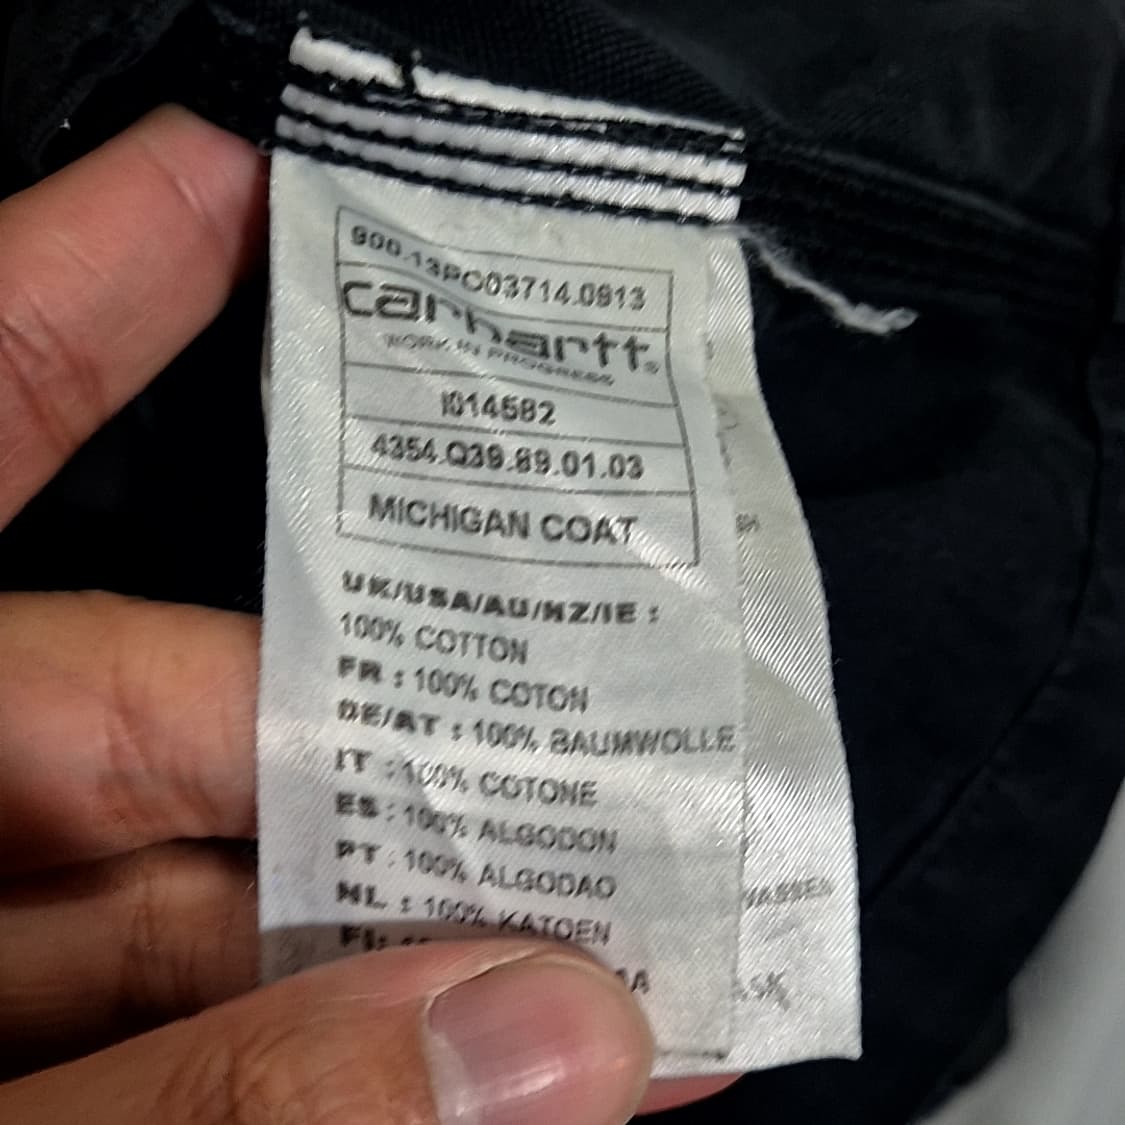 900.13PO03714.0913
carhartt
WORK IN PROGRESS
I014582
4354.Q39.89.01.03
MICHIGAN COAT
UK/USA/AU/NZ/IE :
100% COTTON
FR : 100% COTON
DE/AT : 100% BAUMWOLLE
IT : 100% COTONE
ES : 100% ALGODON
PT : 100% ALGODAO
NL : 100% KATOEN
FI: